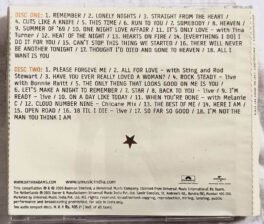 DISC ONE: 1. REMEMBER / 2. LONELY NIGHTS / 3. STRAIGHT FROM THE HEART /
4. CUTS LIKE A KNIFE / 5. THIS TIME / 6. RUN TO YOU / 7. SOMEBODY / 8. HEAVEN /
9. SUMMER OF '69 / 10. ONE NIGHT LOVE AFFAIR / 11. IT'S ONLY LOVE – with Tina
Turner / 12. HEAT OF THE NIGHT / 13. HEARTS ON FIRE / 14. (EVERYTHING I DO) I
DO IT FOR YOU / 15. CAN'T STOP THIS THING WE STARTED / 16. THERE WILL NEVER
BE ANOTHER TONIGHT / 17. THOUGHT I'D DIED AND GONE TO HEAVEN / 18. ALL I
WANT IS YOU
DISC TWO: 1. PLEASE FORGIVE ME / 2. ALL FOR LOVE – with Sting and Rod
Stewart / 3. HAVE YOU EVER REALLY LOVED A WOMAN? / 4. ROCK STEADY – live
with Bonnie Raitt / 5. THE ONLY THING THAT LOOKS GOOD ON ME IS YOU /
6. LET'S MAKE A NIGHT TO REMEMBER / 7. STAR / 8. BACK TO YOU – live / 9. I'M
READY – live / 10. ON A DAY LIKE TODAY / 11. WHEN YOU'RE GONE – with Melanie
C / 12. CLOUD NUMBER NINE – Chicane Mix / 13. THE BEST OF ME / 14. HERE I AM /
15. OPEN ROAD / 16. 18 TIL I DIE – live / 17. SO FAR SO GOOD / 18. I'M NOT THE
MAN YOU THINK I AM
www.bryanadams.com